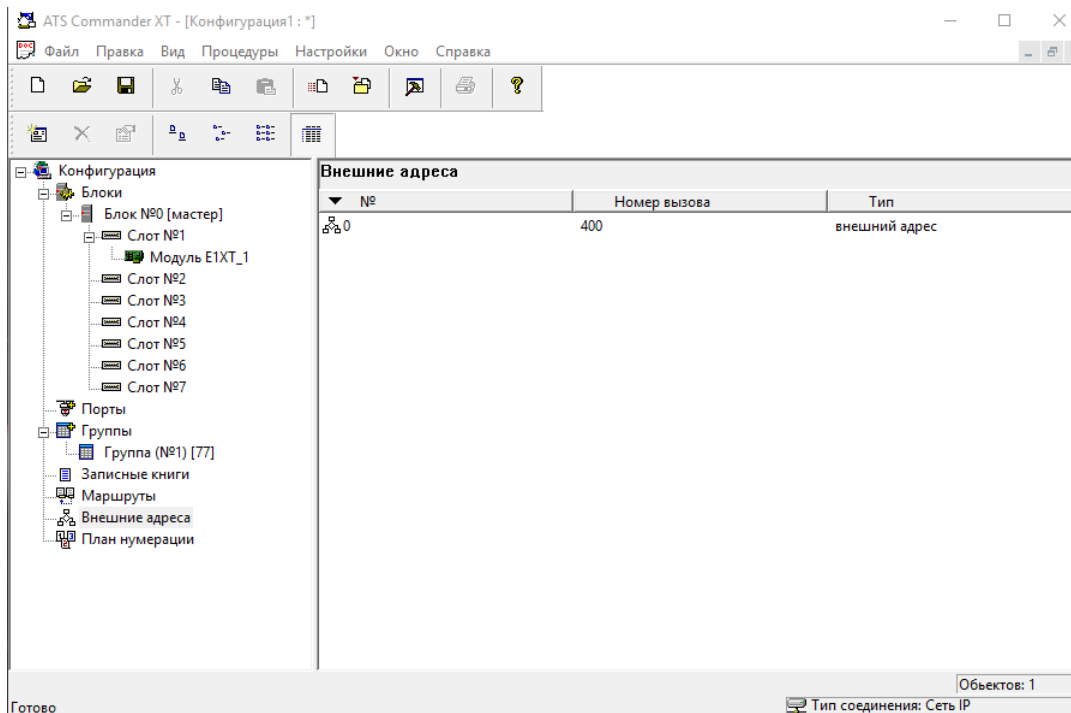 ATS Commander XT - [Конфигурация1 : *]
Файл Правка Вид Процедуры Настройки Окно Справка
Конфигурация
Блоки
Блок №0 [мастер]
Слот №1
Модуль E1XT_1
Слот №2
Слот №3
Слот №4
Слот №5
Слот №6
Слот №7
Порты
Группы
Группа (№1) [77]
Записные книги
Маршруты
Внешние адреса
План нумерации
Внешние адреса
№ Номер вызова Тип
0 400 внешний адрес
Обьектов: 1
Готово Тип соединения: Сеть IP